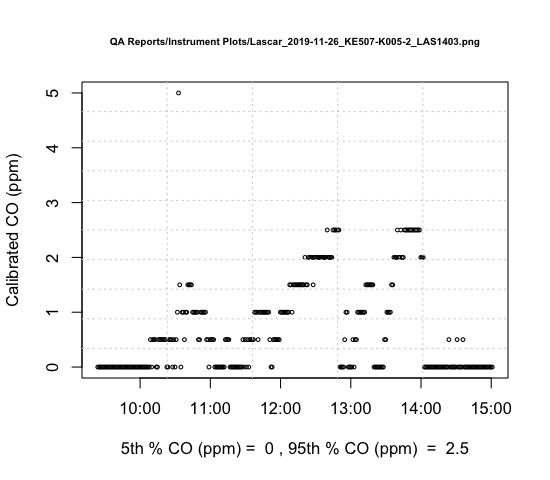 QA Reports/Instrument Plots/Lascar_2019-11-26_KE507-K005-2_LAS1403.png
5
4
3
2
1
0
Calibrated CO (ppm)
10:00 11:00 12:00 13:00 14:00 15:00
5th % CO (ppm) = 0 , 95th % CO (ppm) = 2.5